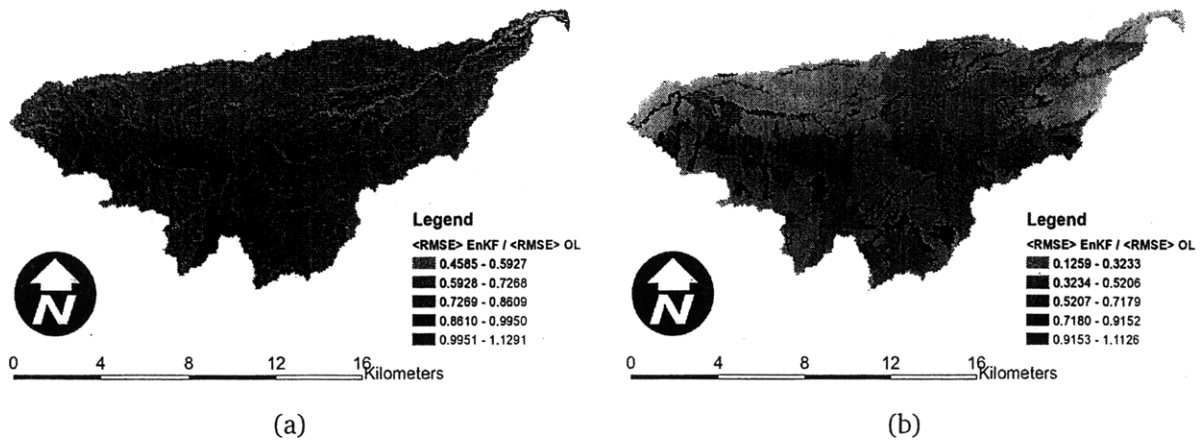 Legend
<RMSE> EnKF / <RMSE> OL
0.4585 - 0.5927
0.5928 - 0.7268
0.7269 - 0.8609
0.8610 - 0.9950
0.9951 - 1.1291
N
0 4 8 12 16
Kilometers
(a)
Legend
<RMSE> EnKF / <RMSE> OL
0.1259 - 0.3233
0.3234 - 0.5206
0.5207 - 0.7179
0.7180 - 0.9152
0.9153 - 1.1126
N
0 4 8 12 16
Kilometers
(b)